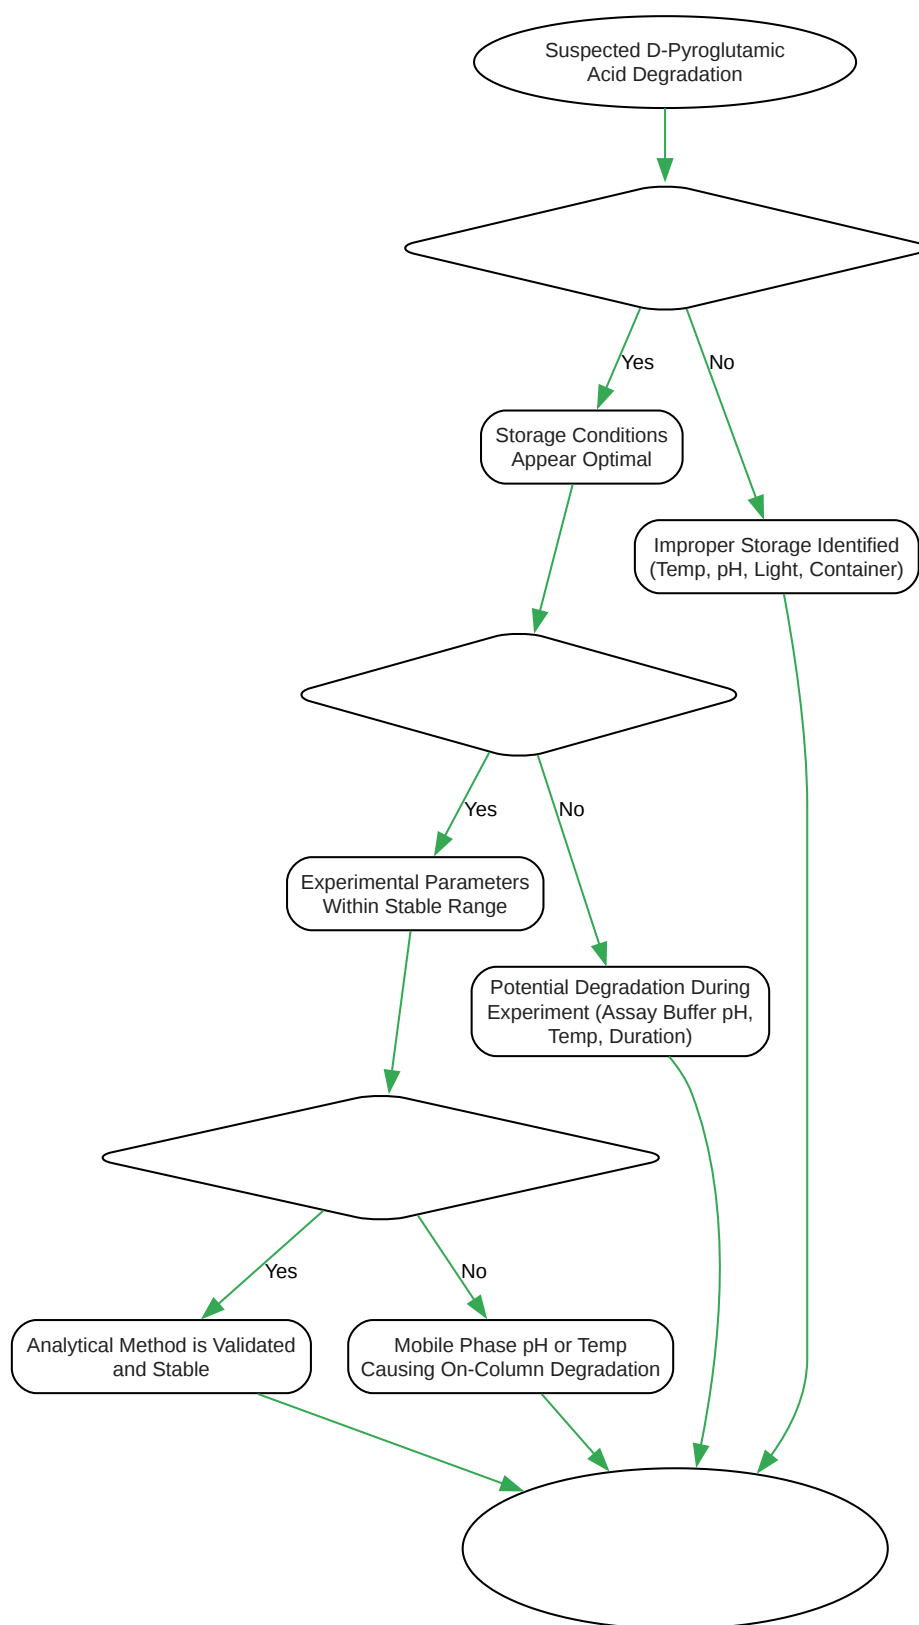 Suspected D-Pyroglutamic
Acid Degradation
Yes
No
Storage Conditions
Appear Optimal
Improper Storage Identified
(Temp, pH, Light, Container)
Yes
No
Experimental Parameters
Within Stable Range
Potential Degradation During
Experiment (Assay Buffer pH,
Temp, Duration)
Yes
No
Analytical Method is Validated
and Stable
Mobile Phase pH or Temp
Causing On-Column Degradation